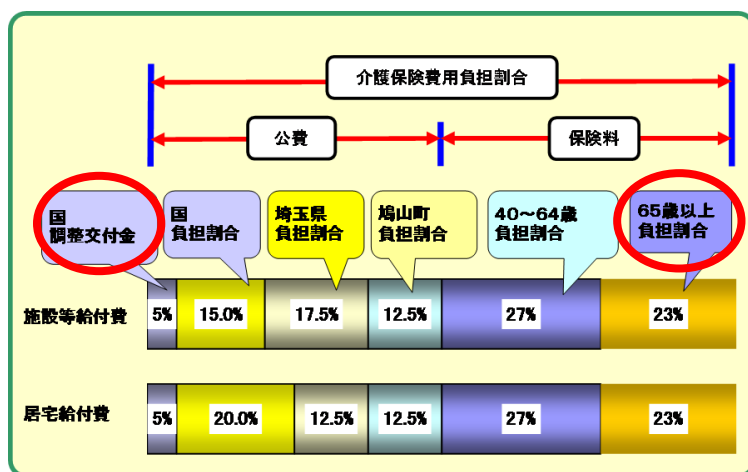 介護保険費用負担割合
公費
保険料
国
調整交付金
国
負担割合
埼玉県
負担割合
鳩山町
負担割合
40～64歳
負担割合
65歳以上
負担割合
施設等給付費
5%
15.0%
17.5%
12.5%
27%
23%
居宅給付費
5%
20.0%
12.5%
12.5%
27%
23%